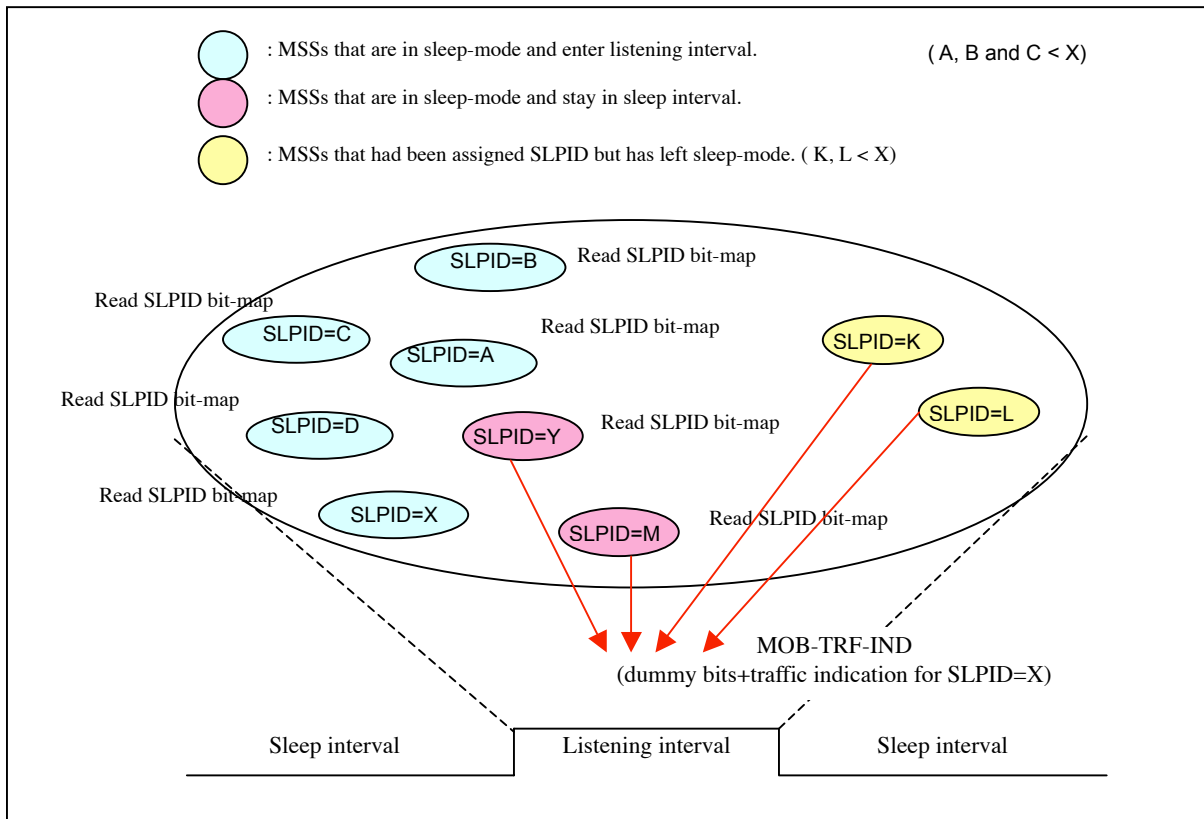 : MSSs that are in sleep-mode and enter listening interval.
( A, B and C < X)
: MSSs that are in sleep-mode and stay in sleep interval.
: MSSs that had been assigned SLPID but has left sleep-mode. ( K, L < X)
SLPID=B
Read SLPID bit-map
Read SLPID bit-map
SLPID=C
SLPID=A
Read SLPID bit-map
SLPID=K
Read SLPID bit-map
SLPID=D
SLPID=Y
Read SLPID bit-map
SLPID=L
Read SLPID bit-map
SLPID=X
SLPID=M
Read SLPID bit-map
MOB-TRF-IND
(dummy bits+traffic indication for SLPID=X)
Sleep interval
Listening interval
Sleep interval